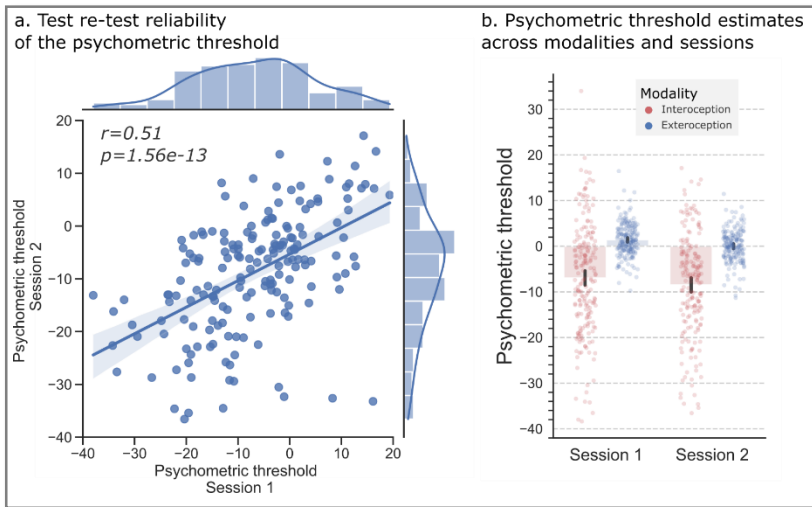 a. Test re-test reliability
of the psychometric threshold
r=0.51
p=1.56e-13
20
10
0
−10
−20
−30
−40
Psychometric threshold
Session 2
−40
−30
−20
−10
0
10
20
Psychometric threshold
Session 1
b. Psychometric threshold estimates
across modalities and sessions
Modality
Interoception
Exteroception
30
20
10
0
−10
−20
−30
−40
Psychometric threshold
Session 1
Session 2